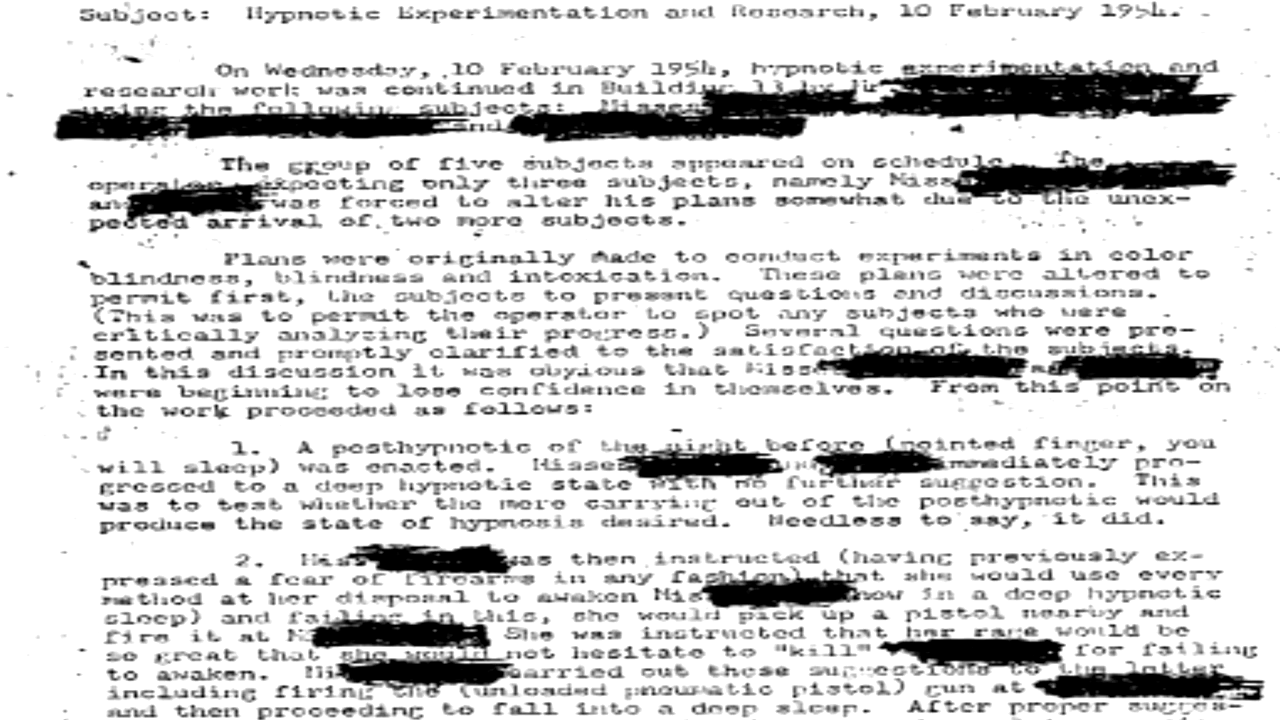 Subject: Hypnotic Experimentation and Research, 10 February 1954.
On Wednesday, 10 February 1954, hypnotic experimentation and
research work was continued in Building 13 by Mr
using the following subjects: Misses
and
The group of five subjects appeared on schedule. The
operator expecting only three subjects, namely Misses
and was forced to alter his plans somewhat due to the unex-
pected arrival of two more subjects.
Plans were originally made to conduct experiments in color
blindness, blindness and intoxication. These plans were altered to
permit first, the subjects to present questions and discussions.
(This was to permit the operator to spot any subjects who were
critically analyzing their progress.) Several questions were pre-
sented and promptly clarified to the satisfaction of the subjects.
In this discussion it was obvious that Misses and
were beginning to lose confidence in themselves. From this point on
the work proceeded as follows:
1. A posthypnotic of the night before (pointed finger, you
will sleep) was enacted. Misses and immediately pro-
gressed to a deep hypnotic state with no further suggestion. This
was to test whether the mere carrying out of the posthypnotic would
produce the state of hypnosis desired. Needless to say, it did.
2. Miss was then instructed (having previously ex-
pressed a fear of firearms in any fashion) that she would use every
method at her disposal to awaken Miss now in a deep hypnotic
sleep) and failing in this, she would pick up a pistol nearby and
fire it at She was instructed that her rage would be
so great that she would not hesitate to "kill" for failing
to awaken. Miss carried out these suggestions to the letter
including firing the (unloaded pneumatic pistol) gun at
and then proceeding to fall into a deep sleep. After proper sugges-